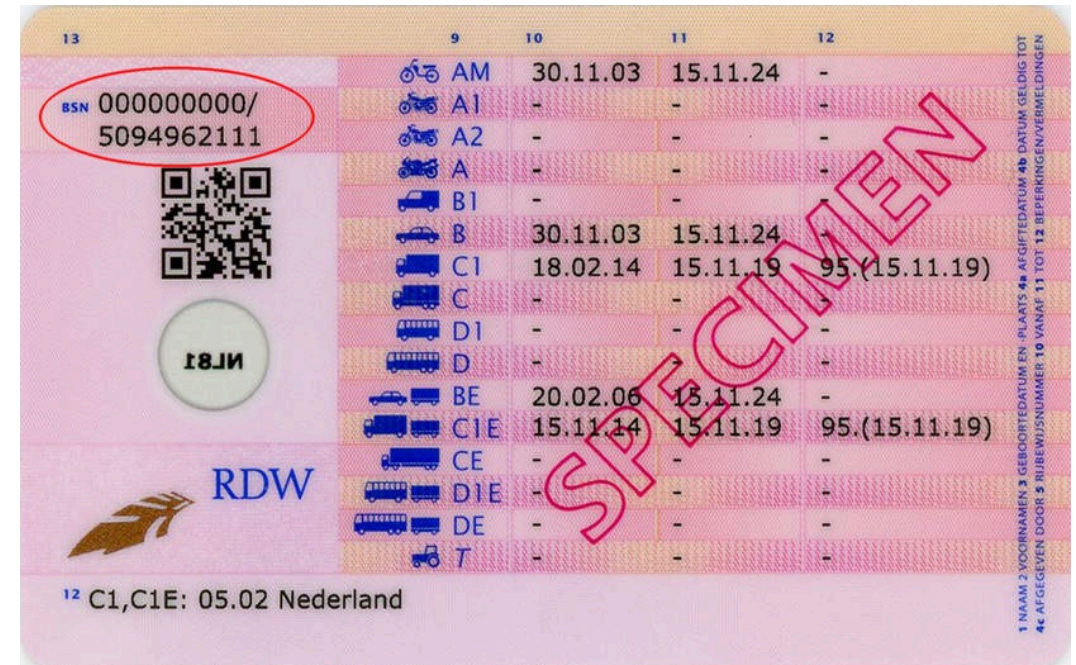 13 9 10 11 12
AM 30.11.03 15.11.24 -
BSN 000000000/ A1 - - -
5094962111 A2 - - -
A - - -
B1 - - -
B 30.11.03 15.11.24 -
C1 18.02.14 15.11.19 95.(15.11.19)
C - - -
D1 - - -
NL81 D - - -
BE 20.02.06 15.11.24 -
C1E 15.11.14 15.11.19 95.(15.11.19)
CE - - -
RDW D1E - - -
DE - - -
T - - -
12 C1,C1E: 05.02 Nederland
SPECIMEN
1 NAAM 2 VOORNAMEN 3 GEBOORTEDATUM EN -PLAATS 4a AFGIFTEDATUM 4b DATUM GELDIG TOT
4c AFGEGEVEN DOOR 5 RIJBEWIJSNUMMER 10 VANAF 11 TOT 12 BEPERKINGEN/VERMELDINGEN